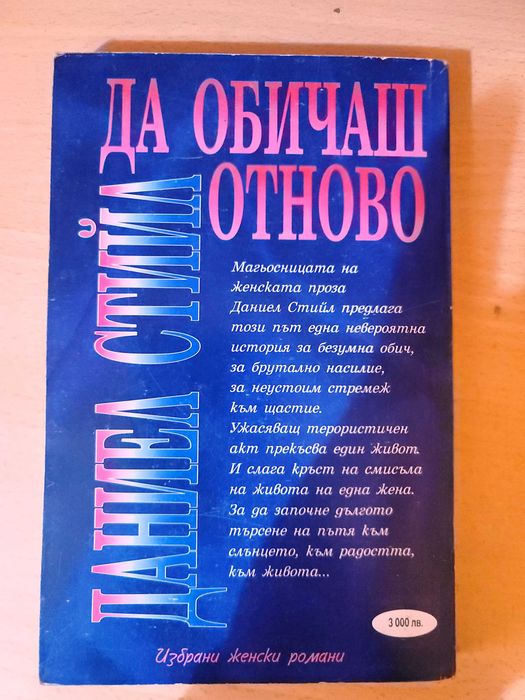 ДА ОБИЧАШ
ОТНОВО
ДАНИЕЛ СТИЙЛ
Магьосницата на
женската проза
Даниел Стийл предлага
този път една невероятна
история за безумна обич,
за брутално насилие,
за неустоим стремеж
към щастие.
Ужасяващ терористичен
акт прекъсва един живот.
И слага кръст на смисъла
на живота на една жена.
За да започне дългото
търсене на пътя към
слънцето, към радостта,
към живота...
3 000 лв.
Избрани женски романи